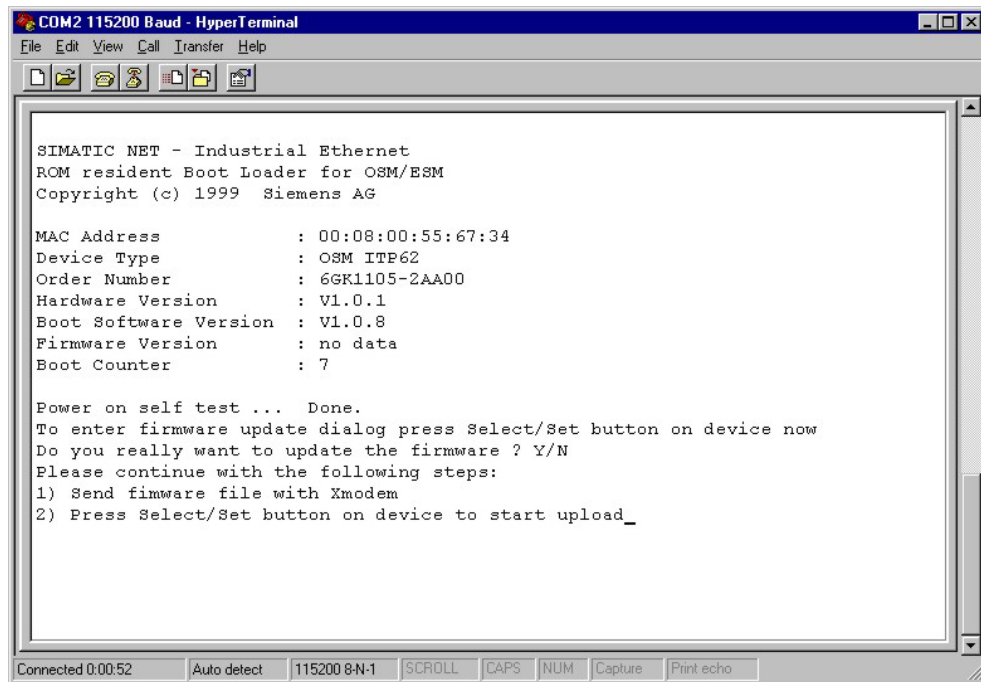 COM2 115200 Baud - HyperTerminal
File Edit View Call Transfer Help
SIMATIC NET - Industrial Ethernet
ROM resident Boot Loader for OSM/ESM
Copyright (c) 1999  Siemens AG
MAC Address            : 00:08:00:55:67:34
Device Type            : OSM ITP62
Order Number           : 6GK1105-2AA00
Hardware Version       : V1.0.1
Boot Software Version  : V1.0.8
Firmware Version       : no data
Boot Counter           : 7
Power on self test ...  Done.
To enter firmware update dialog press Select/Set button on device now
Do you really want to update the firmware ? Y/N
Please continue with the following steps:
1) Send fimware file with Xmodem
2) Press Select/Set button on device to start upload_
Connected 0:00:52 Auto detect 115200 8-N-1 SCROLL CAPS NUM Capture Print echo